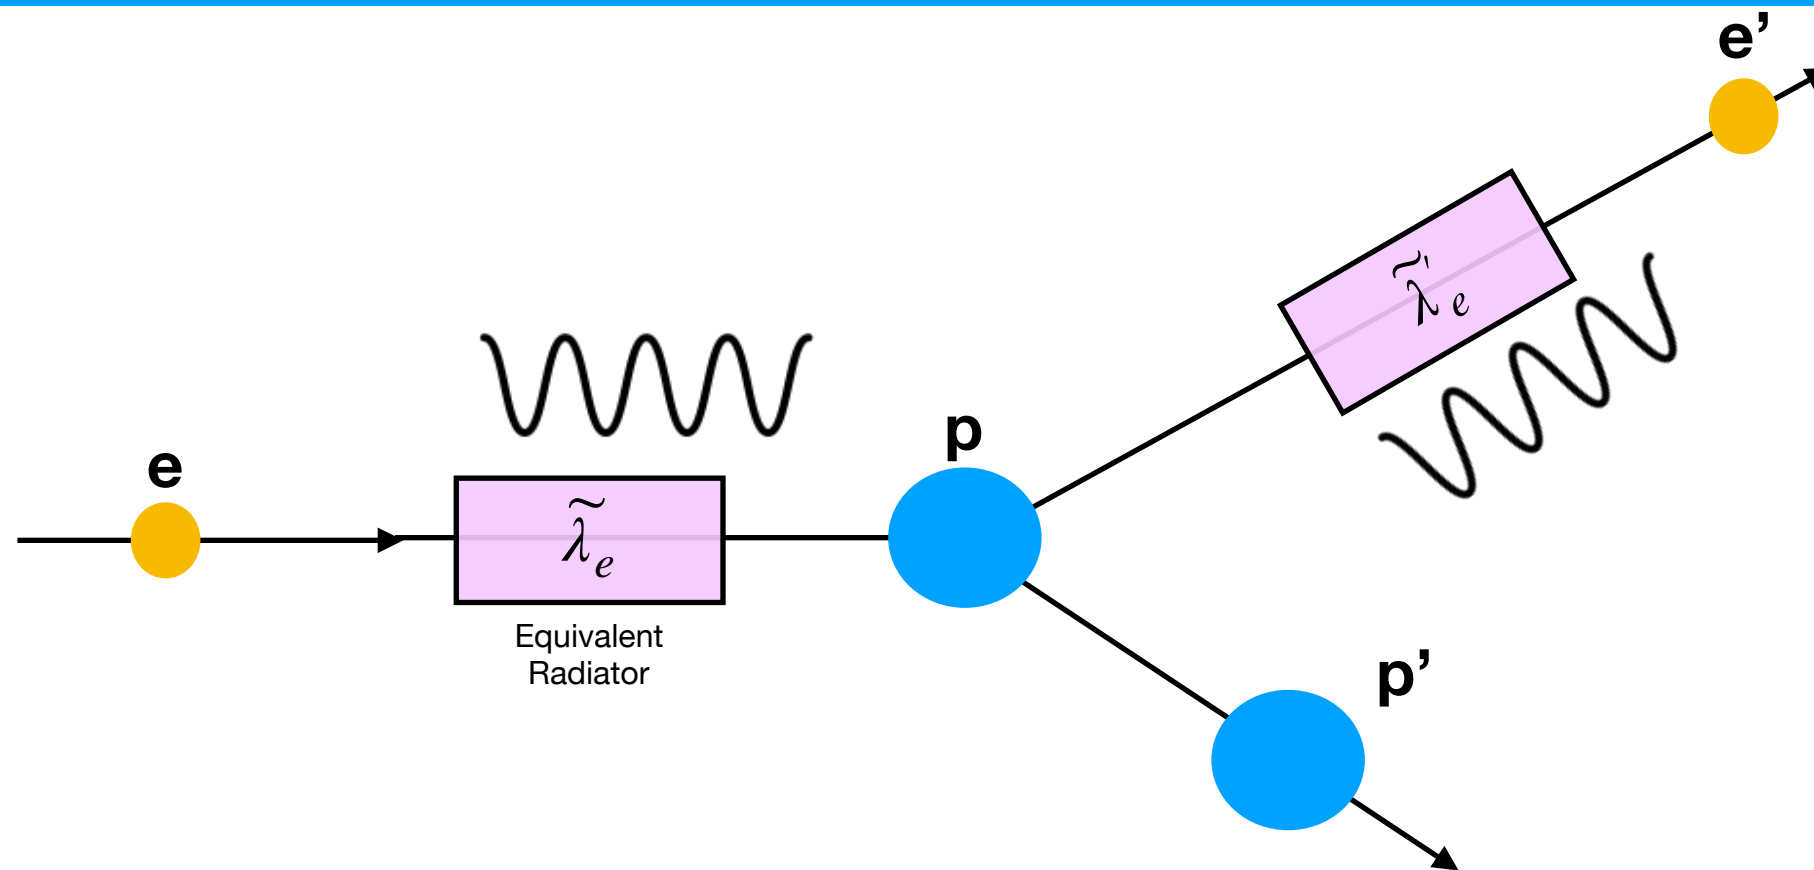 e’
λ̃'e
p
e
λ̃e
Equivalent
Radiator
p’